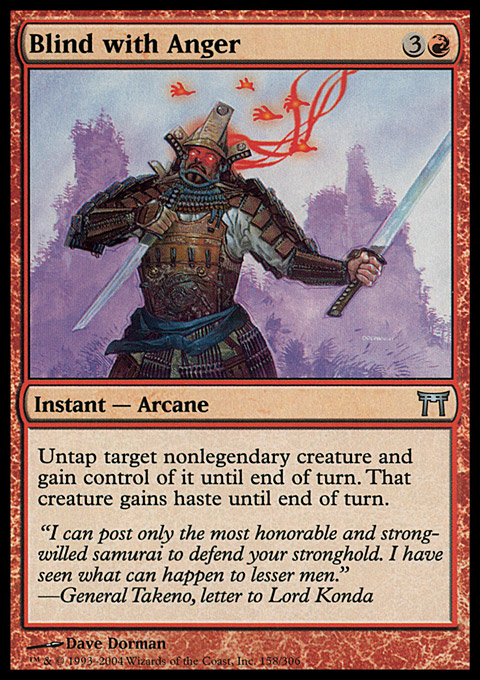 Blind with Anger 3
Instant — Arcane
Untap target nonlegendary creature and
gain control of it until end of turn. That
creature gains haste until end of turn.
“I can post only the most honorable and strong-
willed samurai to defend your stronghold. I have
seen what can happen to lesser men.”
—General Takeno, letter to Lord Konda
Dave Dorman
™ & © 1993–2004 Wizards of the Coast, Inc. 158/306